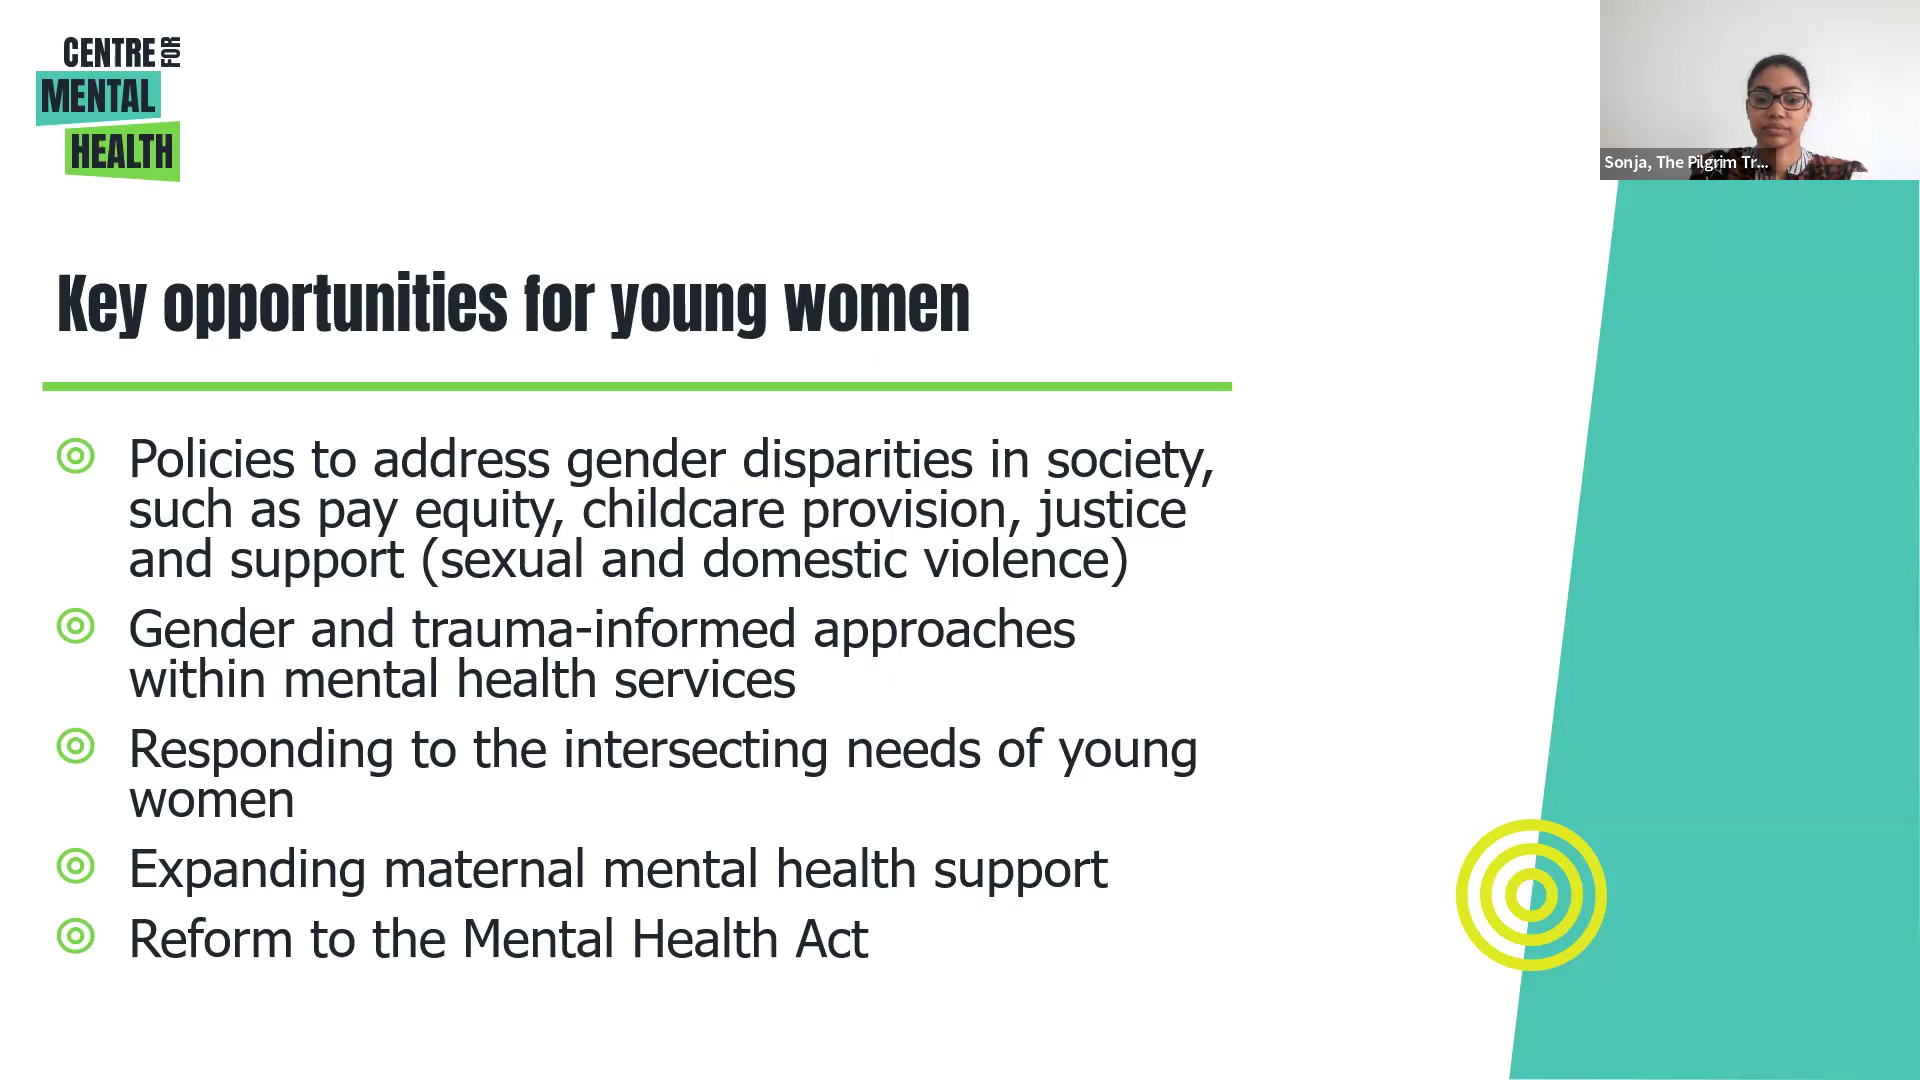 CENTRE FOR
MENTAL
HEALTH
Sonja, The Pilgrim Tr...
Key opportunities for young women
Policies to address gender disparities in society,
such as pay equity, childcare provision, justice
and support (sexual and domestic violence)
Gender and trauma-informed approaches
within mental health services
Responding to the intersecting needs of young
women
Expanding maternal mental health support
Reform to the Mental Health Act